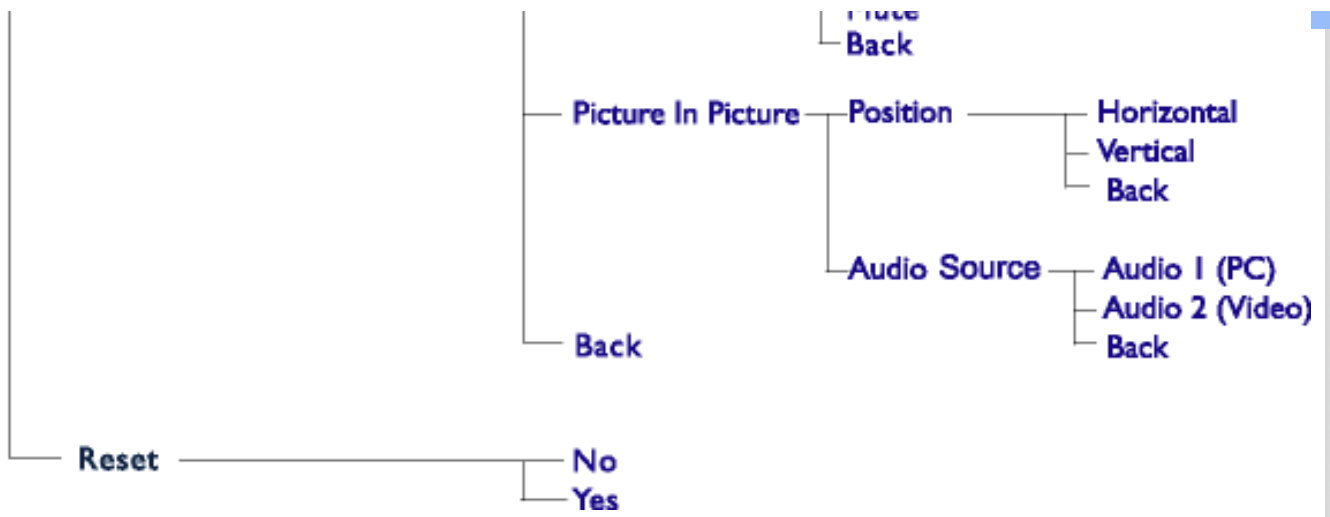 Mute
Back
Picture In Picture Position Horizontal
Vertical
Back
Audio Source Audio 1 (PC)
Audio 2 (Video)
Back Back
Reset No
Yes